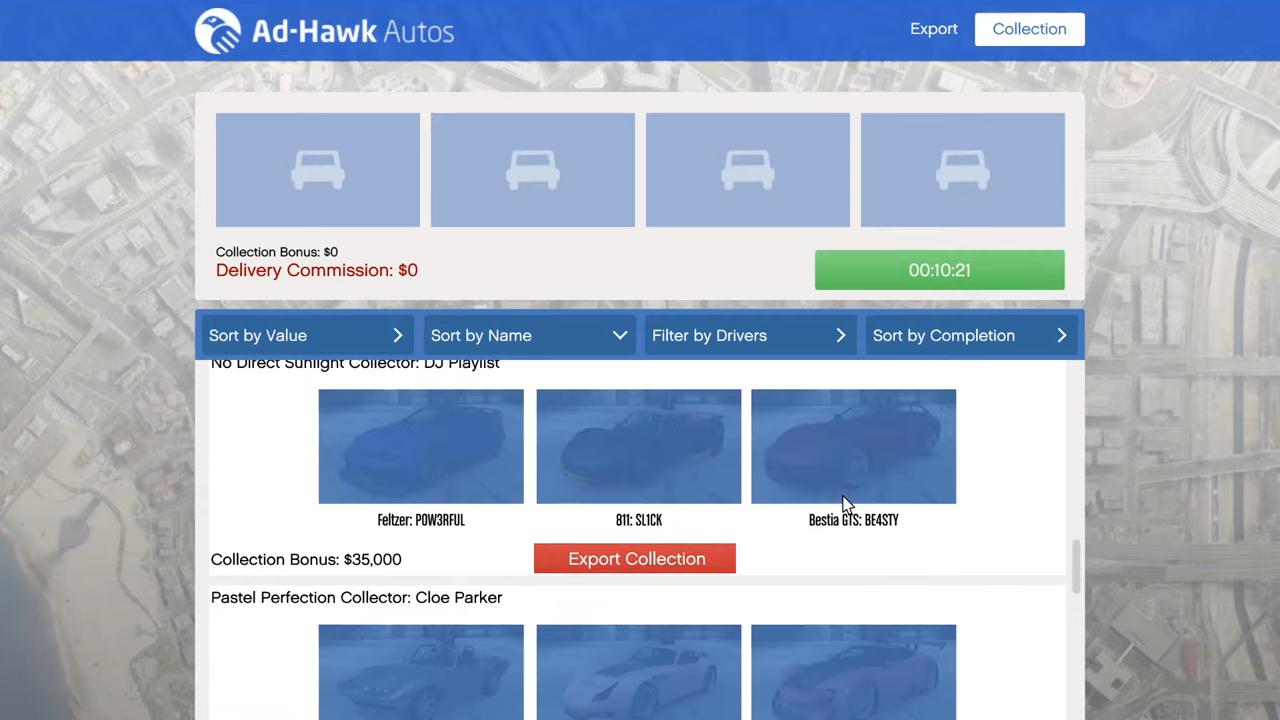 Ad-Hawk Autos
Export
Collection
Collection Bonus: $0
Delivery Commission: $0
00:10:21
Sort by Value
Sort by Name
Filter by Drivers
Sort by Completion
No Direct Sunlight Collector: DJ Playlist
Feltzer: P0W3RFUL
811: SL1CK
Bestia GTS: BE4STY
Collection Bonus: $35,000
Export Collection
Pastel Perfection Collector: Cloe Parker